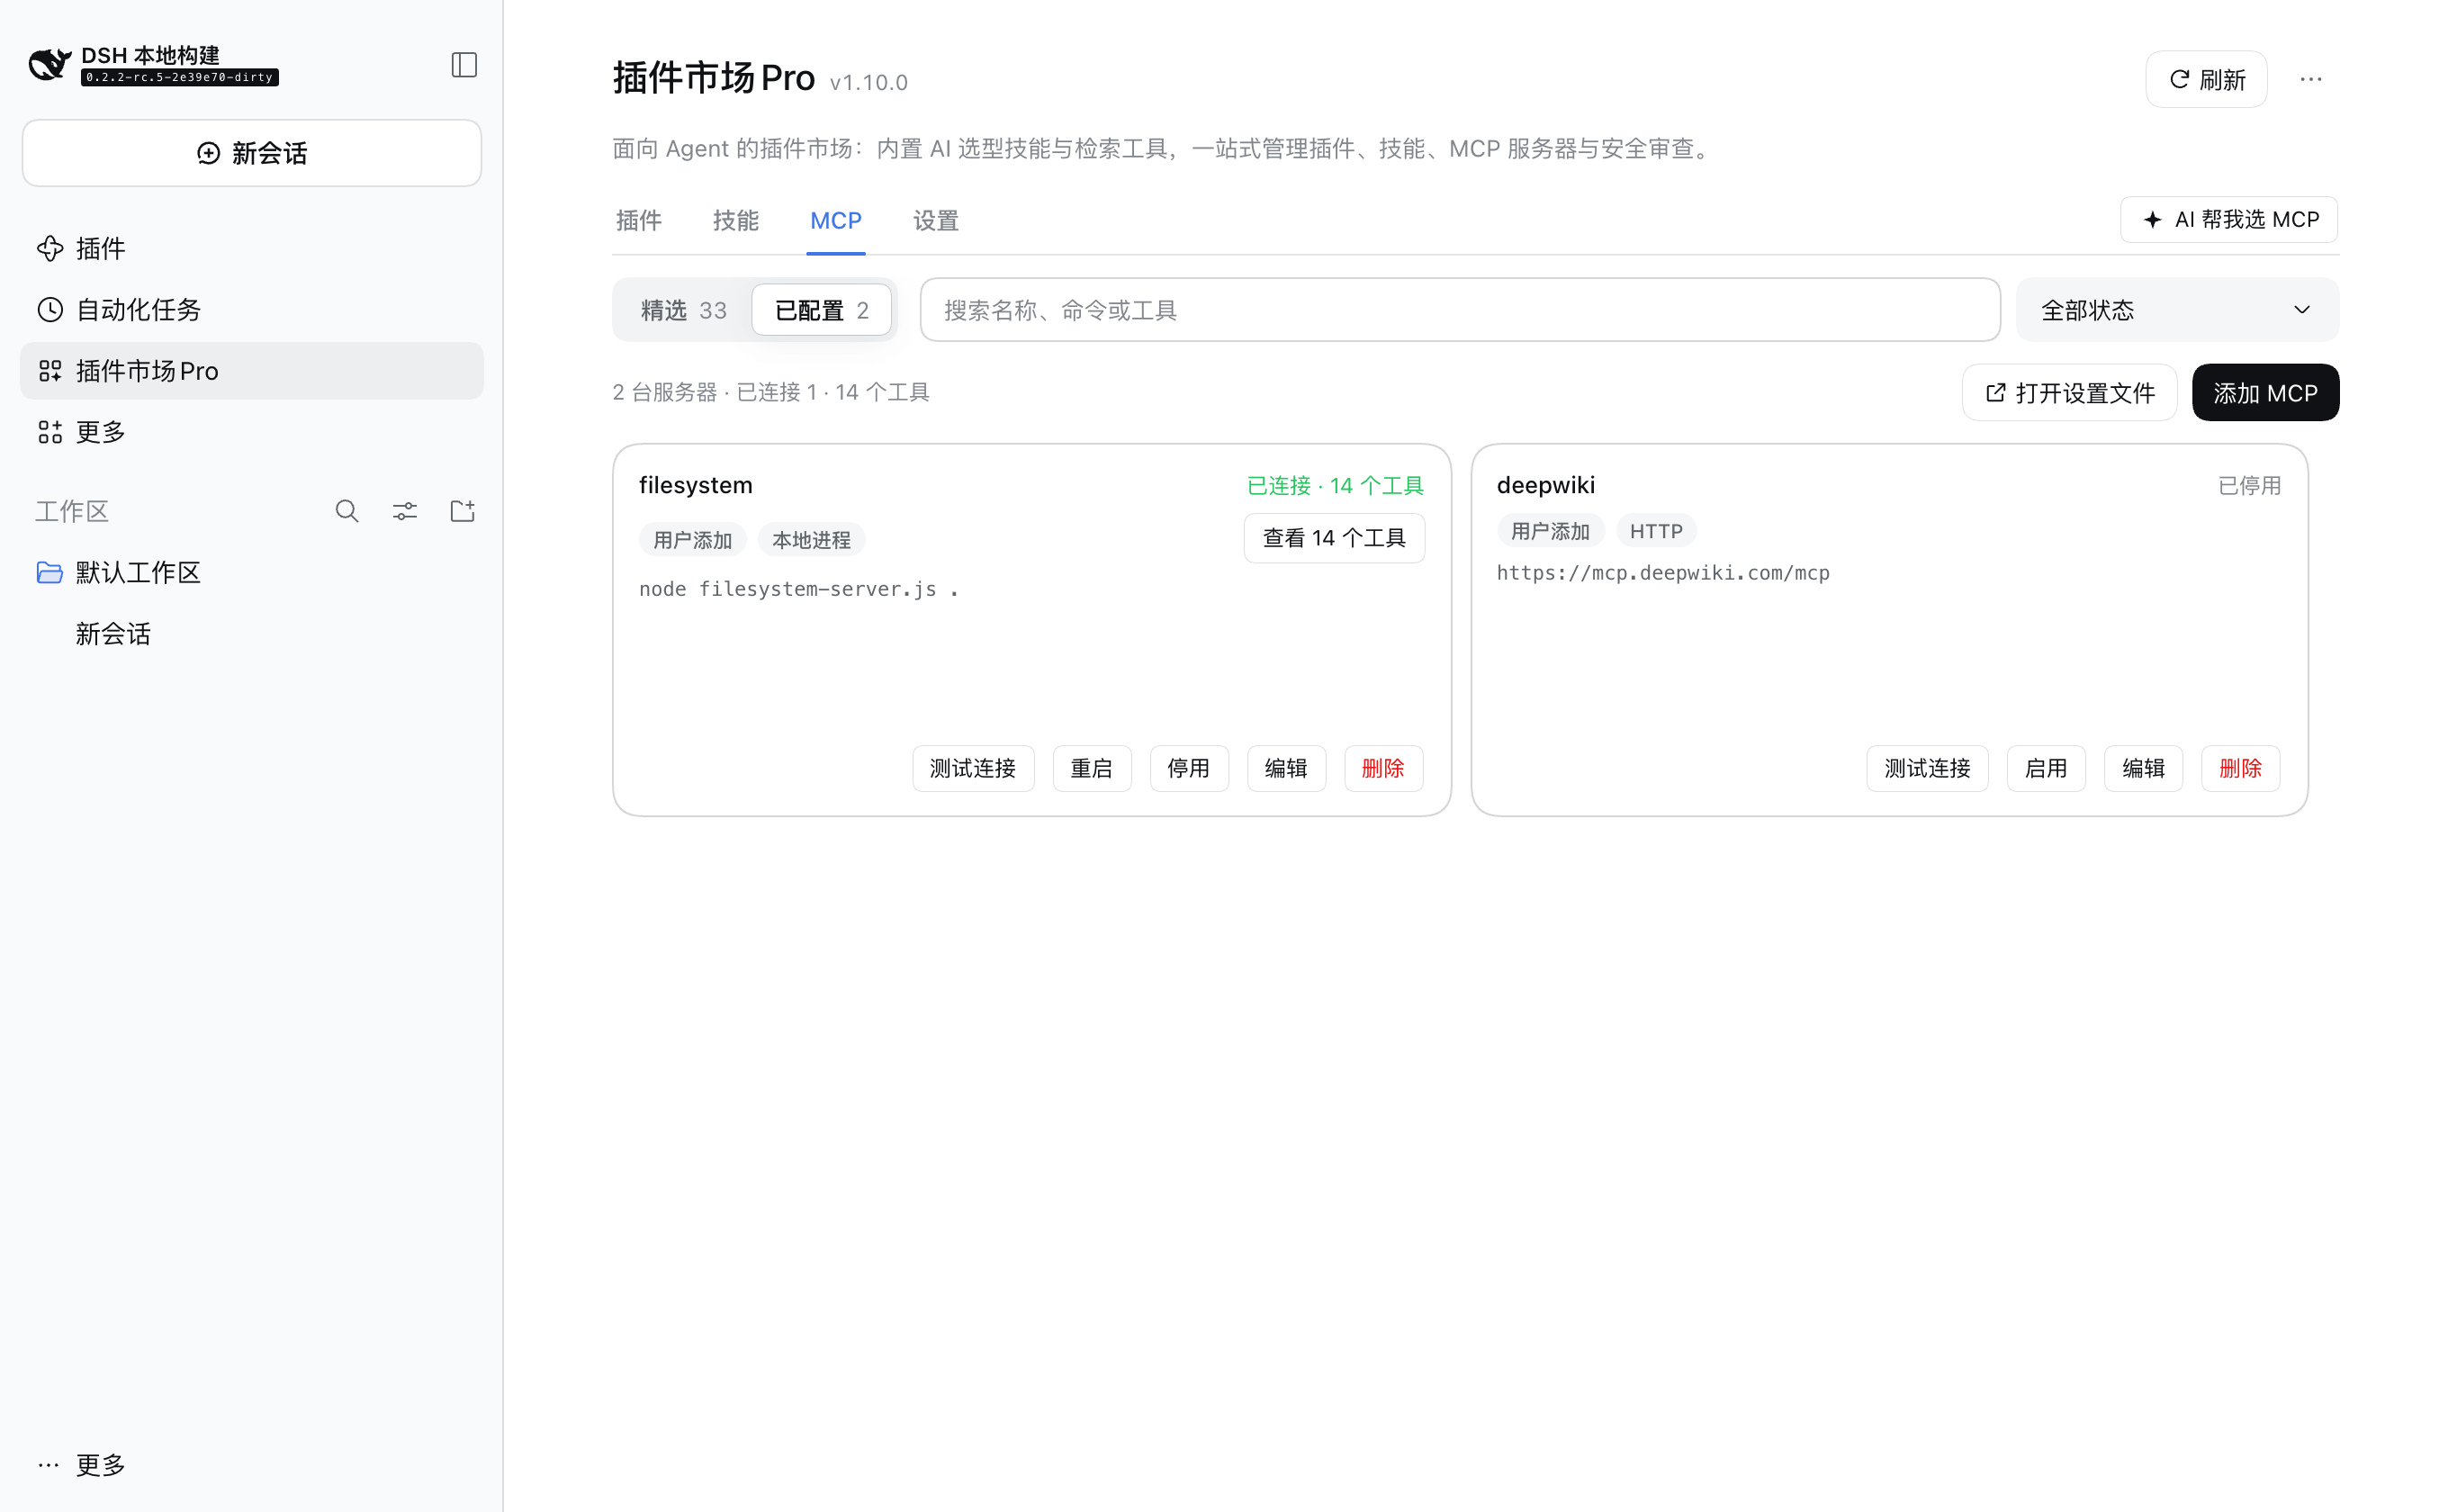 DSH 本地构建
0.2.2-rc.5-2e39e70-dirty
新会话
插件
自动化任务
插件市场Pro
更多
工作区
默认工作区
新会话
更多
插件市场Pro v1.10.0
刷新
面向 Agent 的插件市场：内置 AI 选型技能与检索工具，一站式管理插件、技能、MCP 服务器与安全审查。
插件 技能 MCP 设置
AI 帮我选 MCP
精选 33 已配置 2
搜索名称、命令或工具
全部状态
2 台服务器 · 已连接 1 · 14 个工具
打开设置文件
添加 MCP
filesystem
已连接 · 14 个工具
用户添加 本地进程
查看 14 个工具
node filesystem-server.js .
测试连接 重启 停用 编辑 删除
deepwiki
已停用
用户添加 HTTP
https://mcp.deepwiki.com/mcp
测试连接 启用 编辑 删除